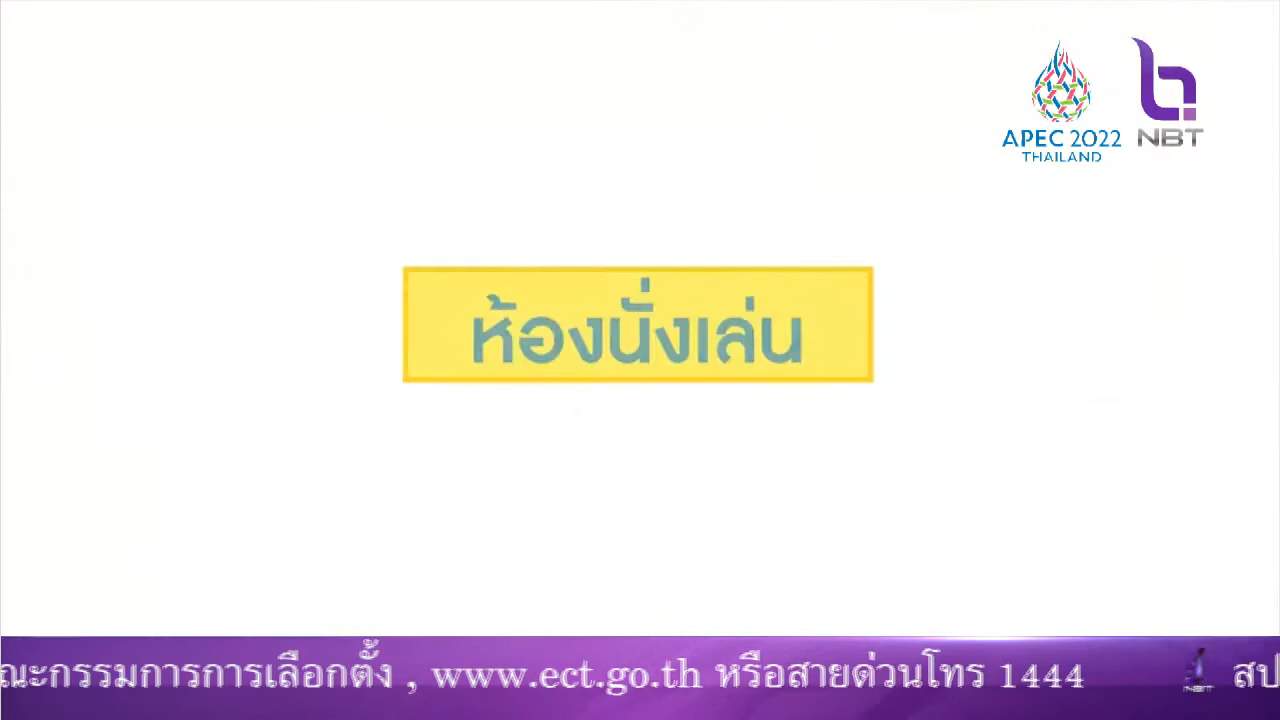 APEC 2022
THAILAND
NBT
ห้องนั่งเล่น
ณะกรรมการการเลือกตั้ง , www.ect.go.th หรือสายด่วนโทร 1444 NBT สป